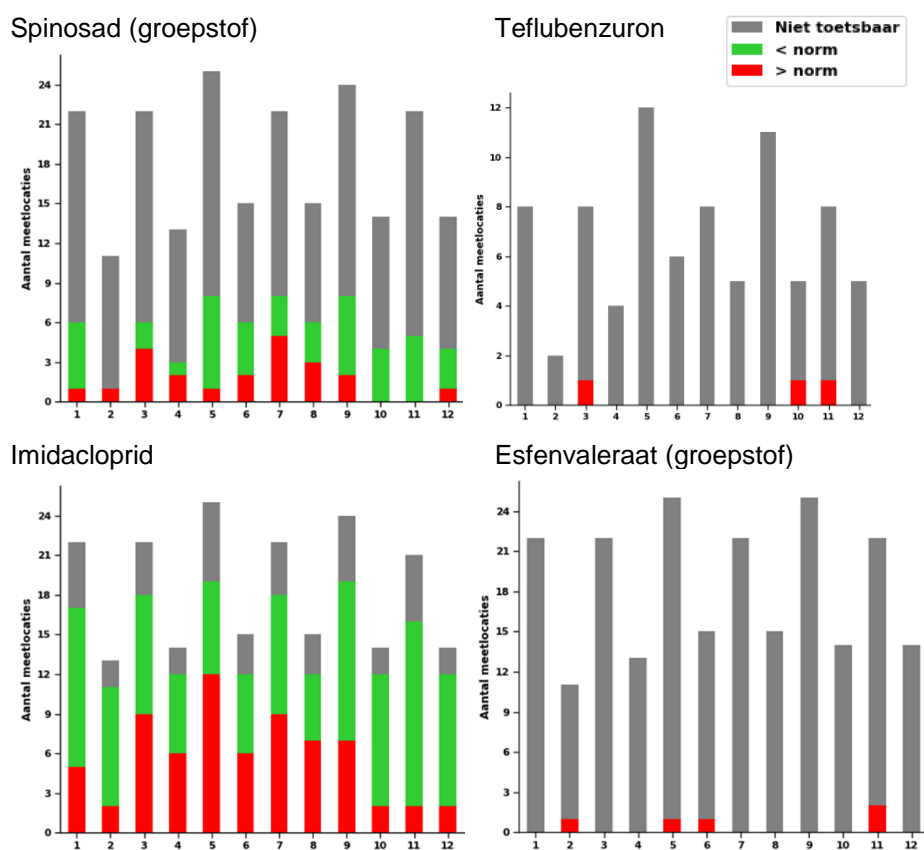 Spinosad (groepstof)
Aantal meetlocaties
24
21
18
15
12
9
6
3
0
1 2 3 4 5 6 7 8 9 10 11 12
Teflubenzuron
Niet toetsbaar
< norm
> norm
Aantal meetlocaties
12
10
8
6
4
2
0
1 2 3 4 5 6 7 8 9 10 11 12
Imidacloprid
Aantal meetlocaties
24
21
18
15
12
9
6
3
0
1 2 3 4 5 6 7 8 9 10 11 12
Esfenvaleraat (groepstof)
Aantal meetlocaties
24
21
18
15
12
9
6
3
0
1 2 3 4 5 6 7 8 9 10 11 12